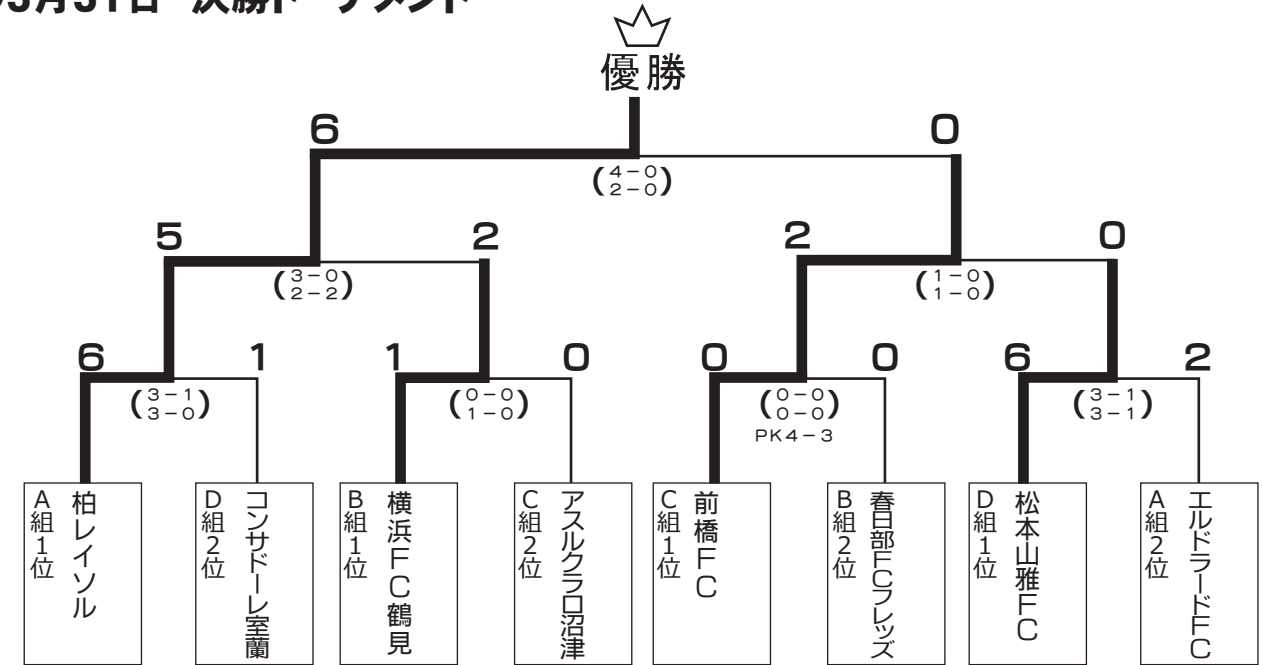 3月31日 決勝トーナメント
優勝
6
0
(4-0
2-0)
5
2
2
0
(3-0
2-2)
(1-0
1-0)
6
1
1
0
0
0
6
2
(3-1
3-0)
(0-0
1-0)
(0-0
0-0)
PK4-3
(3-1
3-1)
A組1位
柏レイソル
D組2位
コンサドーレ室蘭
B組1位
横浜FC鶴見
C組2位
アスルクラロ沼津
C組1位
前橋FC
B組2位
春日部FCフレッズ
D組1位
松本山雅FC
A組2位
エルドラードFC